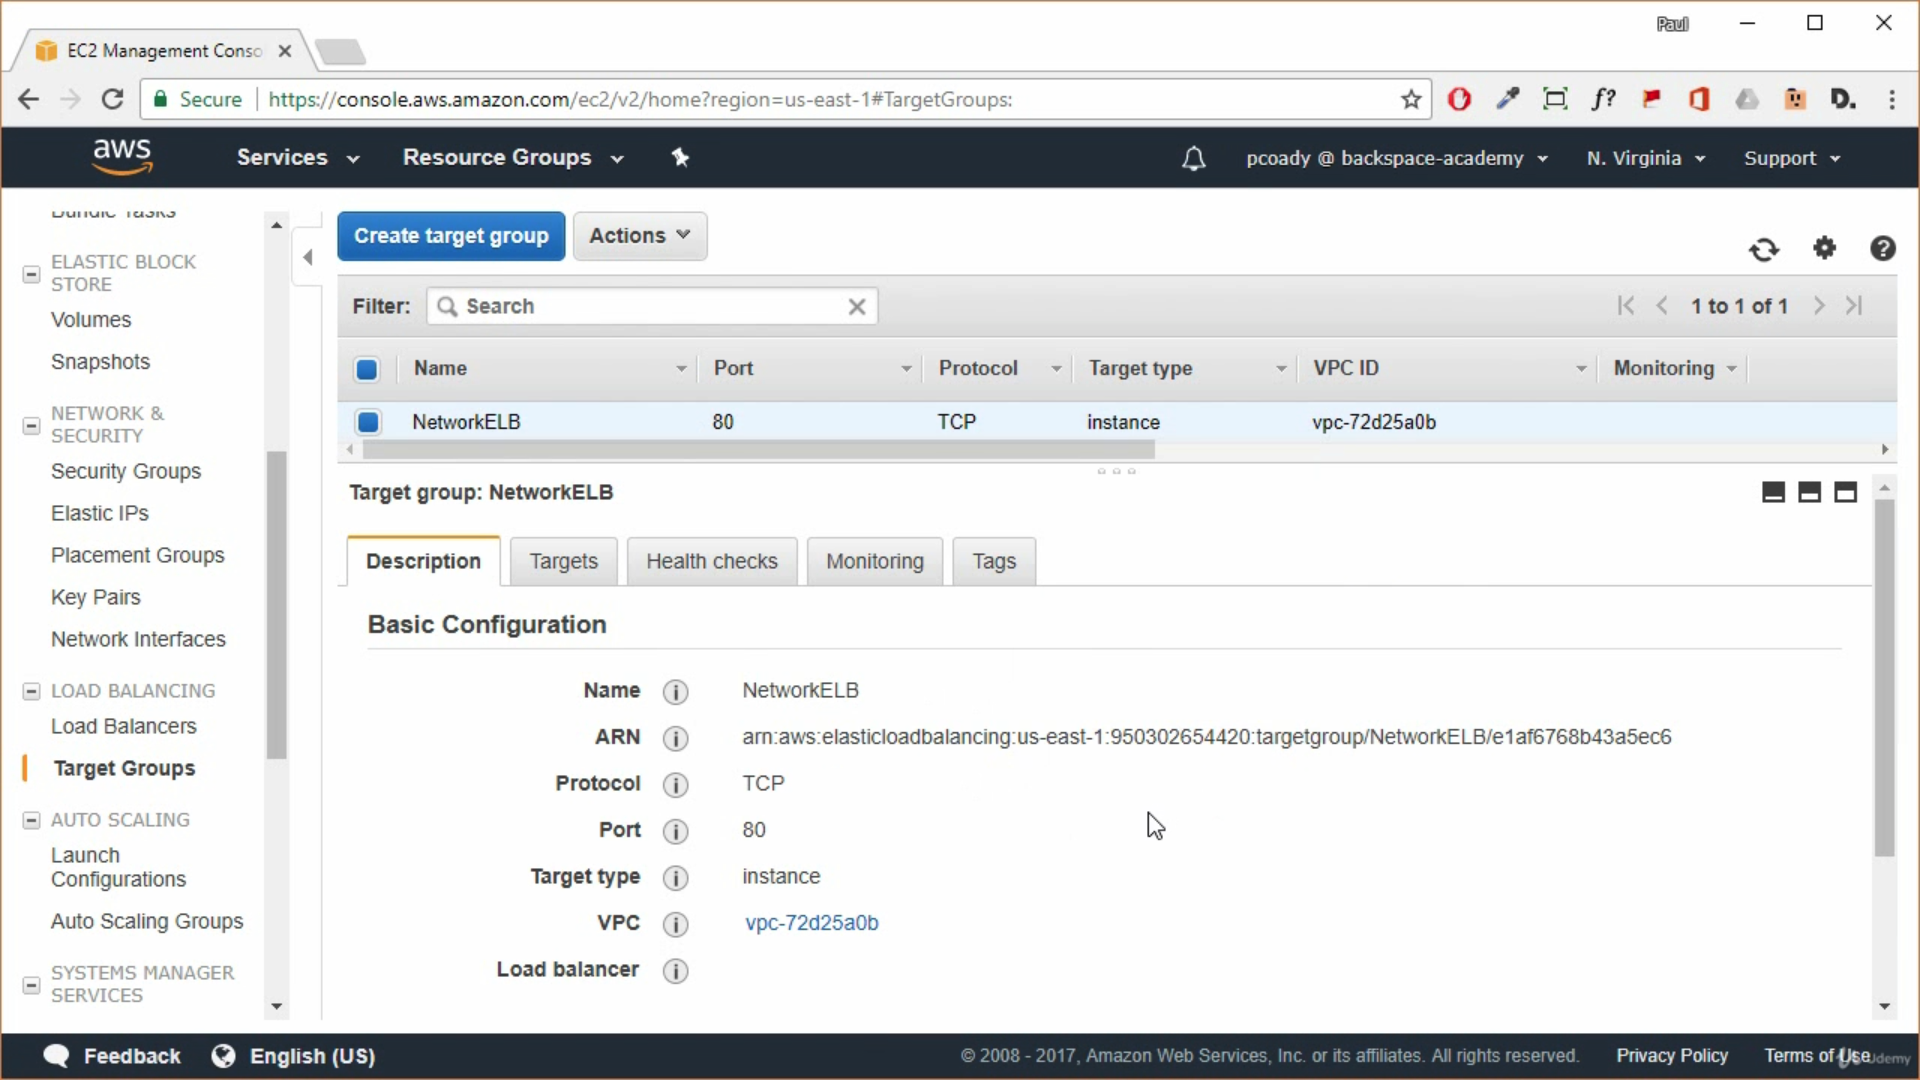 Paul
EC2 Management Conso
Secure
https://console.aws.amazon.com/ec2/v2/home?region=us-east-1#TargetGroups:
f?
D.
aws
Services
Resource Groups
pcoady @ backspace-academy
N. Virginia
Support
Bundle Tasks
ELASTIC BLOCK
STORE
Volumes
Snapshots
NETWORK &
SECURITY
Security Groups
Elastic IPs
Placement Groups
Key Pairs
Network Interfaces
LOAD BALANCING
Load Balancers
Target Groups
AUTO SCALING
Launch
Configurations
Auto Scaling Groups
SYSTEMS MANAGER
SERVICES
Create target group
Actions
Filter:
Search
1 to 1 of 1
Name Port Protocol Target type VPC ID Monitoring
NetworkELB 80 TCP instance vpc-72d25a0b
Target group: NetworkELB
Description
Targets
Health checks
Monitoring
Tags
Basic Configuration
Name NetworkELB
ARN arn:aws:elasticloadbalancing:us-east-1:950302654420:targetgroup/NetworkELB/e1af6768b43a5ec6
Protocol TCP
Port 80
Target type instance
VPC vpc-72d25a0b
Load balancer
Feedback
English (US)
© 2008 - 2017, Amazon Web Services, Inc. or its affiliates. All rights reserved.
Privacy Policy
Terms of Use
Udemy